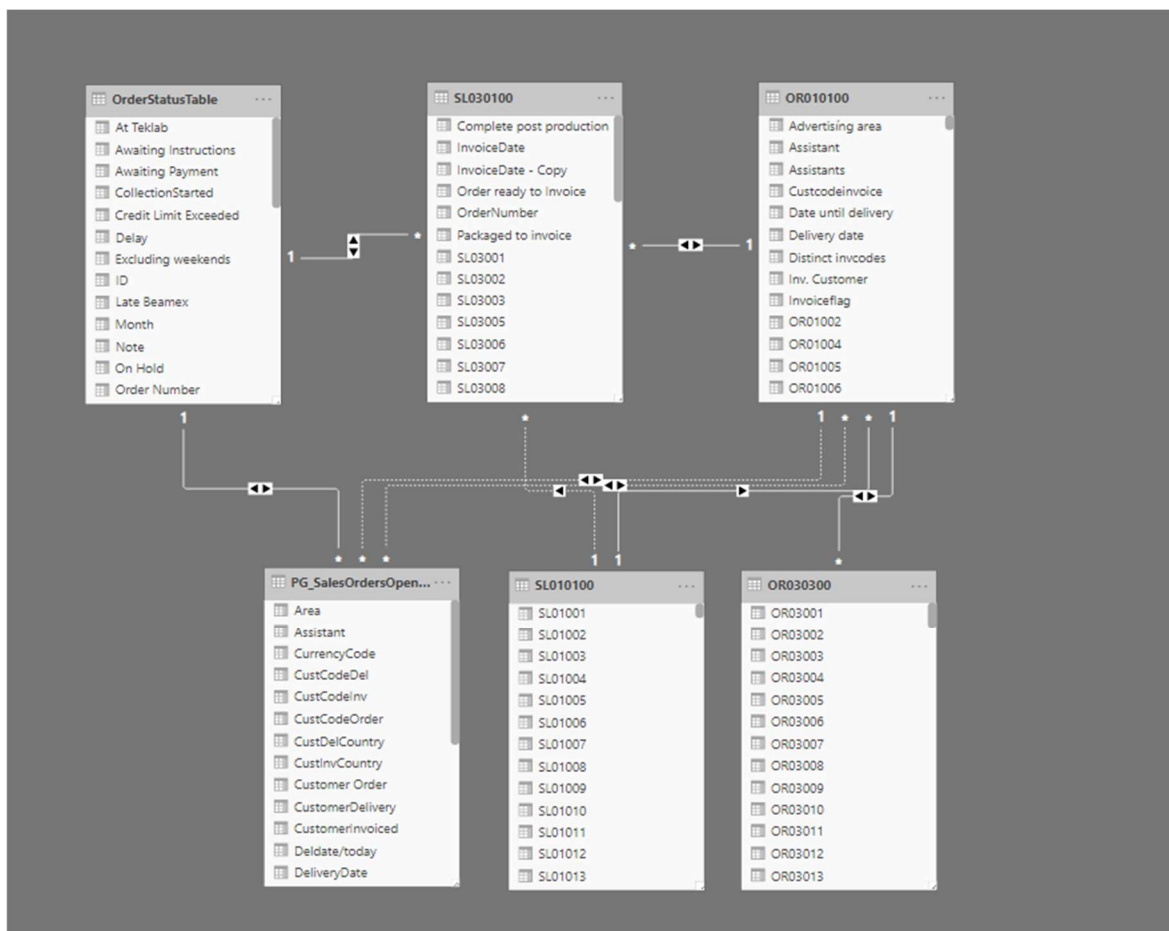 OrderStatusTable ...
At Teklab
Awaiting Instructions
Awaiting Payment
CollectionStarted
Credit Limit Exceeded
Delay
Excluding weekends
ID
Late Beamex
Month
Note
On Hold
Order Number
SL030100 ...
Complete post production
InvoiceDate
InvoiceDate - Copy
Order ready to Invoice
OrderNumber
Packaged to invoice
SL03001
SL03002
SL03003
SL03005
SL03006
SL03007
SL03008
OR010100 ...
Advertising area
Assistant
Assistants
Custcodeinvoice
Date until delivery
Delivery date
Distinct invcodes
Inv. Customer
Invoiceflag
OR01002
OR01004
OR01005
OR01006
1
*
*
1
1
*
1
*
*
1
*
*
*
1
1
*
PG_SalesOrdersOpen... ...
Area
Assistant
CurrencyCode
CustCodeDel
CustCodeInv
CustCodeOrder
CustDelCountry
CustInvCountry
Customer Order
CustomerDelivery
CustomerInvoiced
Deldate/today
DeliveryDate
SL010100 ...
SL01001
SL01002
SL01003
SL01004
SL01005
SL01006
SL01007
SL01008
SL01009
SL01010
SL01011
SL01012
SL01013
OR030300 ...
OR03001
OR03002
OR03003
OR03004
OR03005
OR03006
OR03007
OR03008
OR03009
OR03010
OR03011
OR03012
OR03013